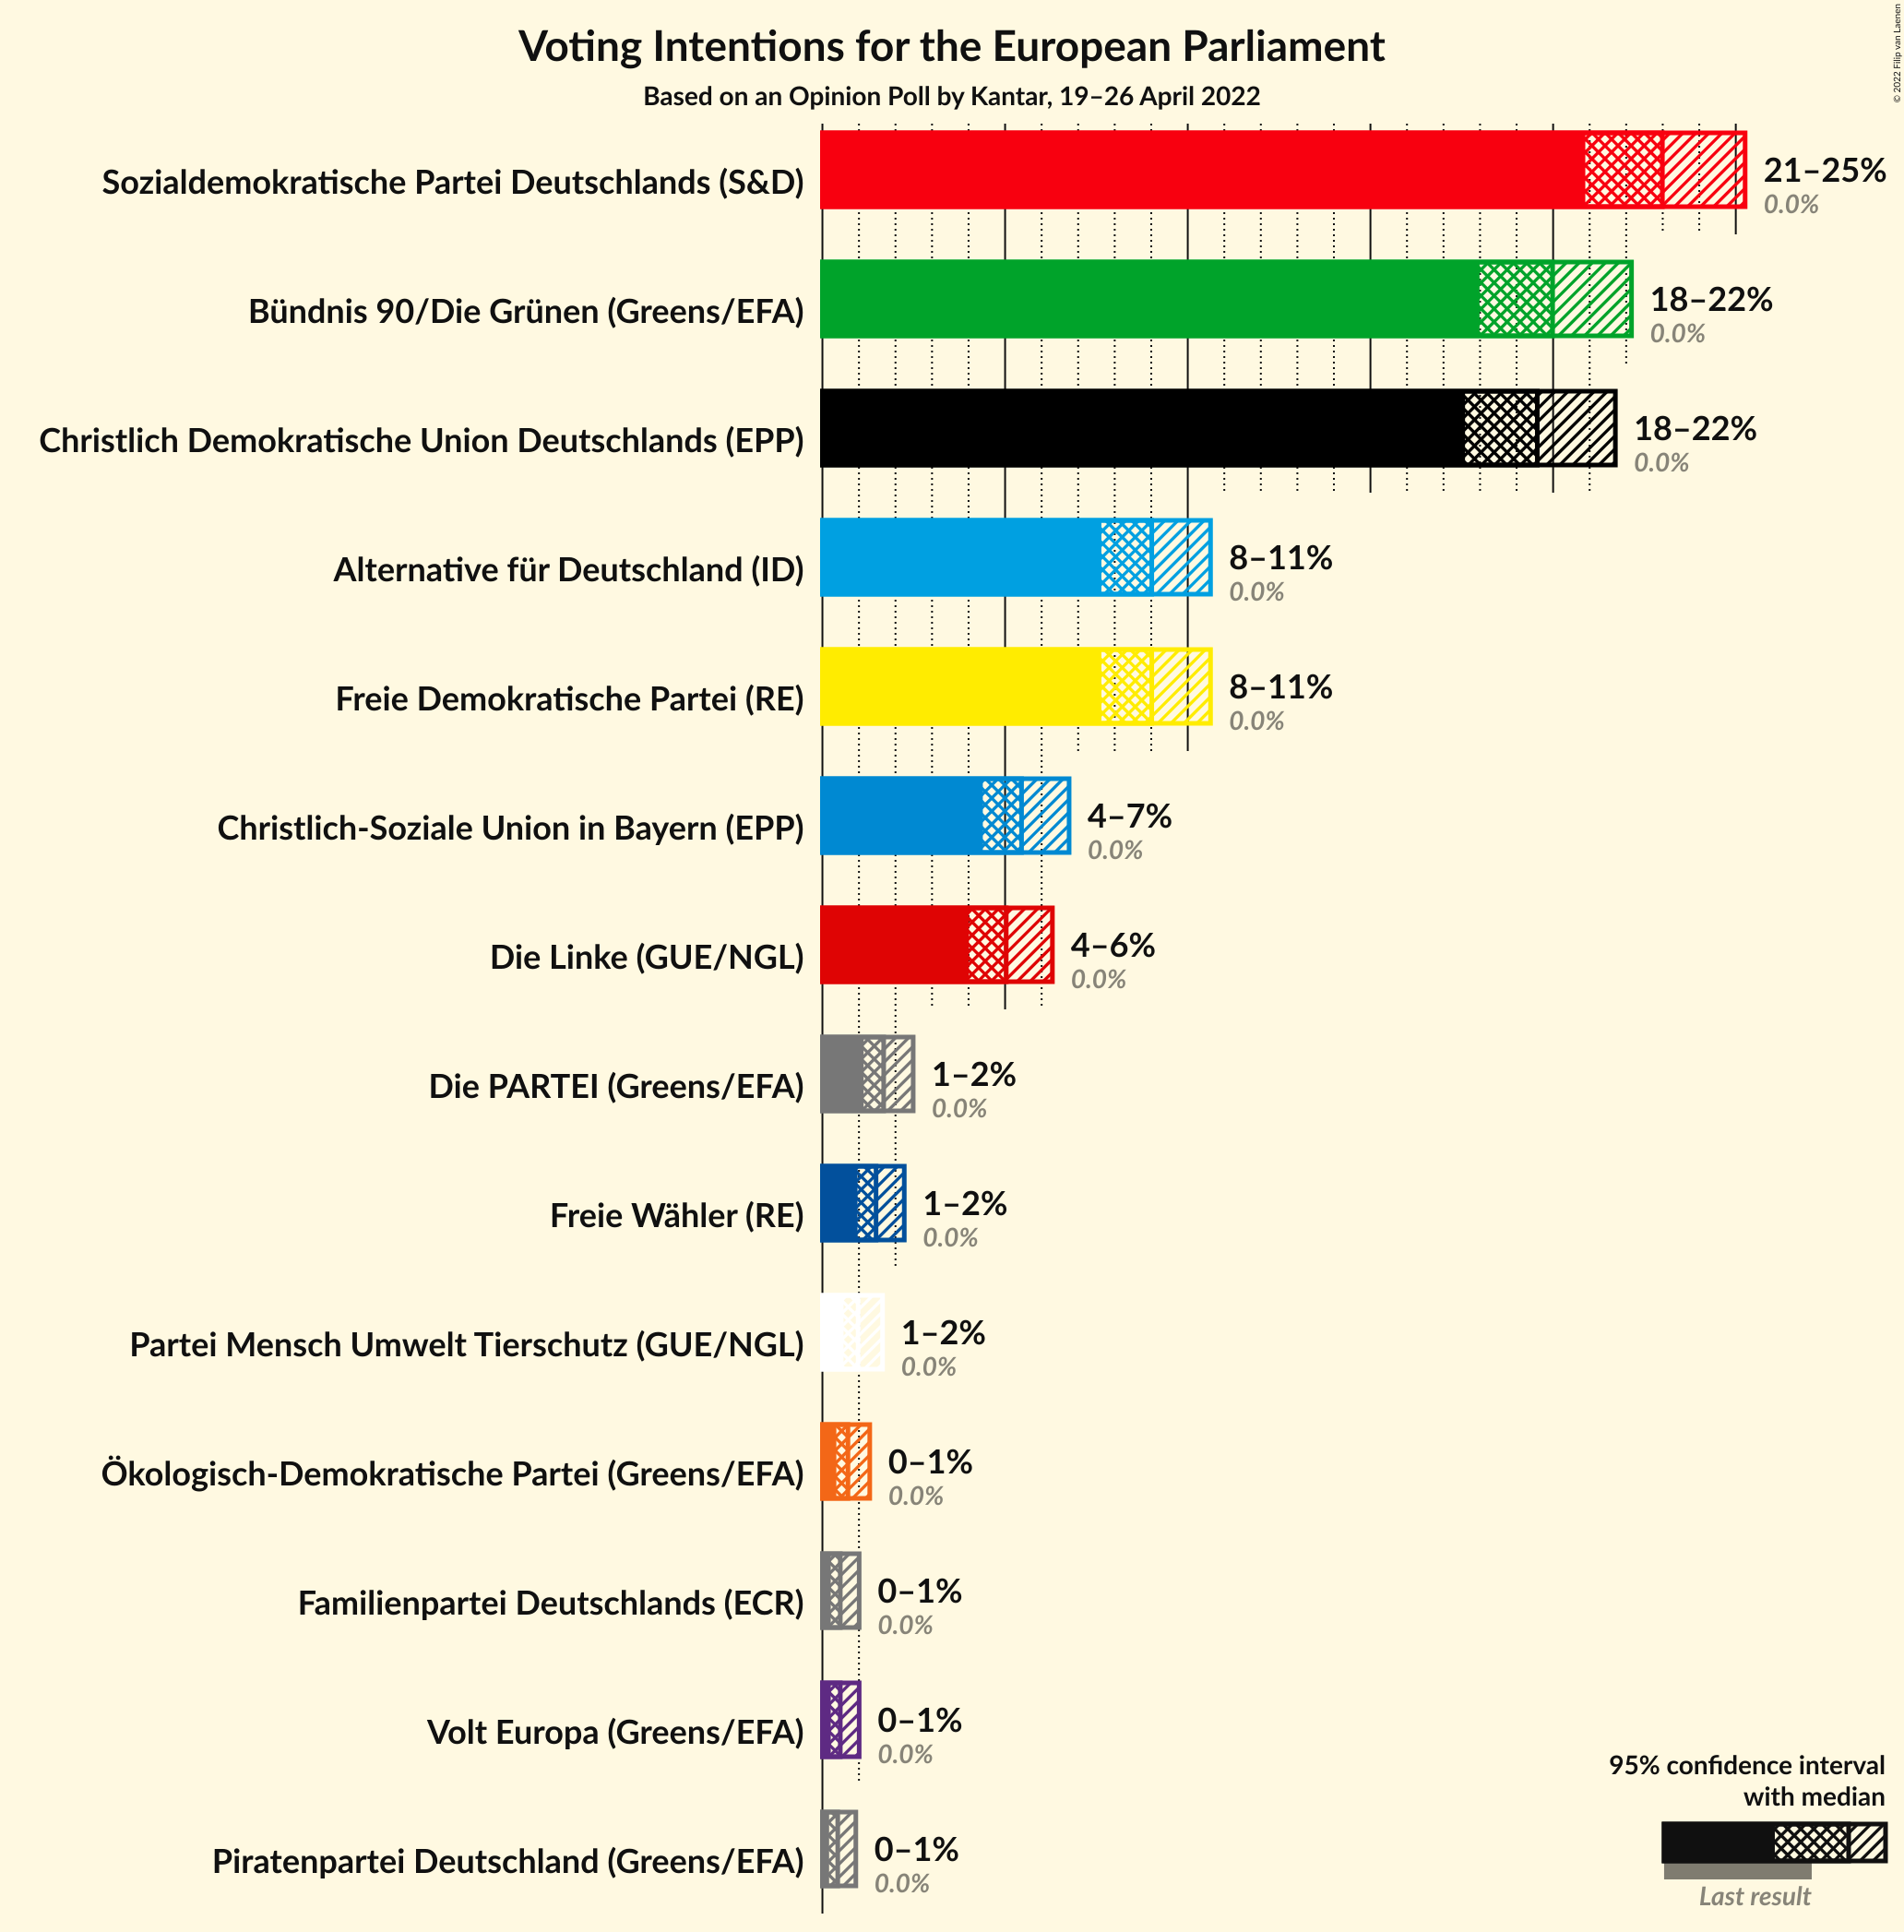 Voting Intentions for the European Parliament
Based on an Opinion Poll by Kantar, 19–26 April 2022
© 2022 Filip van Laenen
Sozialdemokratische Partei Deutschlands (S&D)
21–25%
0.0%
Bündnis 90/Die Grünen (Greens/EFA)
18–22%
0.0%
Christlich Demokratische Union Deutschlands (EPP)
18–22%
0.0%
Alternative für Deutschland (ID)
8–11%
0.0%
Freie Demokratische Partei (RE)
8–11%
0.0%
Christlich-Soziale Union in Bayern (EPP)
4–7%
0.0%
Die Linke (GUE/NGL)
4–6%
0.0%
Die PARTEI (Greens/EFA)
1–2%
0.0%
Freie Wähler (RE)
1–2%
0.0%
Partei Mensch Umwelt Tierschutz (GUE/NGL)
1–2%
0.0%
Ökologisch-Demokratische Partei (Greens/EFA)
0–1%
0.0%
Familienpartei Deutschlands (ECR)
0–1%
0.0%
Volt Europa (Greens/EFA)
0–1%
0.0%
Piratenpartei Deutschland (Greens/EFA)
0–1%
0.0%
95% confidence interval
with median
Last result